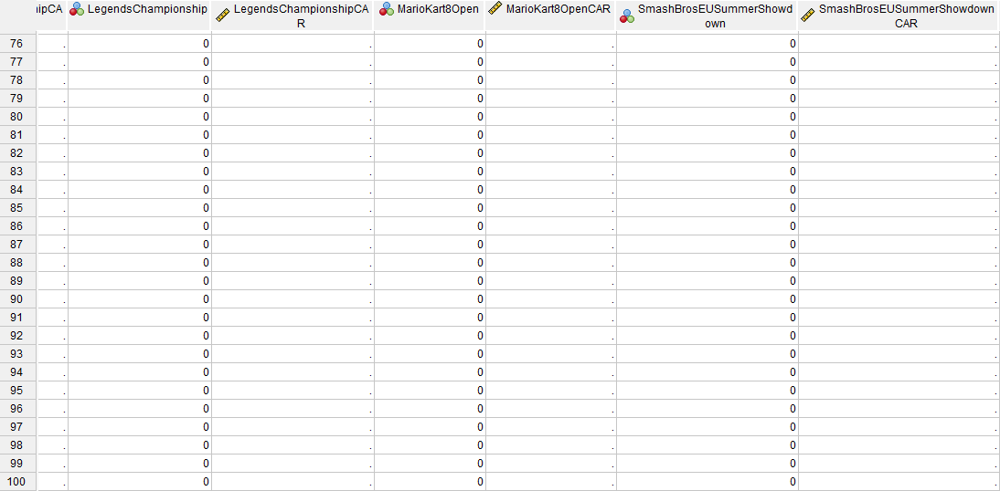 ıipCA LegendsChampionship LegendsChampionshipCA
R MarioKart8Open MarioKart8OpenCAR SmashBrosEUSummerShowd
own SmashBrosEUSummerShowdown
CAR
76 . 0 . 0 . 0 .
77 . 0 . 0 . 0 .
78 . 0 . 0 . 0 .
79 . 0 . 0 . 0 .
80 . 0 . 0 . 0 .
81 . 0 . 0 . 0 .
82 . 0 . 0 . 0 .
83 . 0 . 0 . 0 .
84 . 0 . 0 . 0 .
85 . 0 . 0 . 0 .
86 . 0 . 0 . 0 .
87 . 0 . 0 . 0 .
88 . 0 . 0 . 0 .
89 . 0 . 0 . 0 .
90 . 0 . 0 . 0 .
91 . 0 . 0 . 0 .
92 . 0 . 0 . 0 .
93 . 0 . 0 . 0 .
94 . 0 . 0 . 0 .
95 . 0 . 0 . 0 .
96 . 0 . 0 . 0 .
97 . 0 . 0 . 0 .
98 . 0 . 0 . 0 .
99 . 0 . 0 . 0 .
100 . 0 . 0 . 0 .